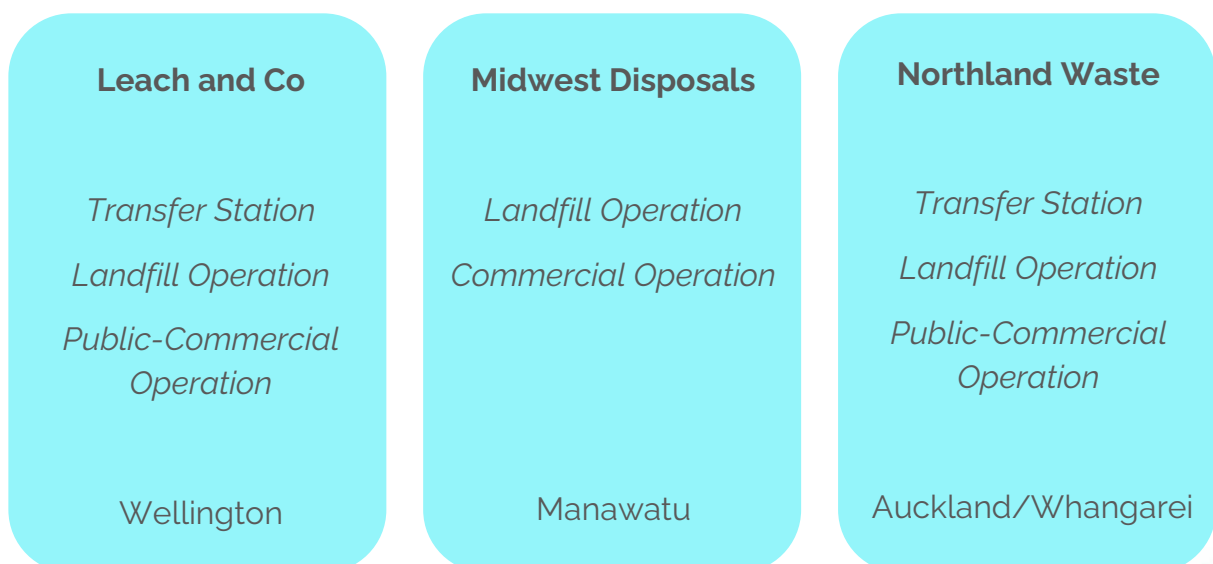 Leach and Co
Transfer Station
Landfill Operation
Public-Commercial
Operation
Wellington
Midwest Disposals
Landfill Operation
Commercial Operation
Manawatu
Northland Waste
Transfer Station
Landfill Operation
Public-Commercial
Operation
Auckland/Whangarei